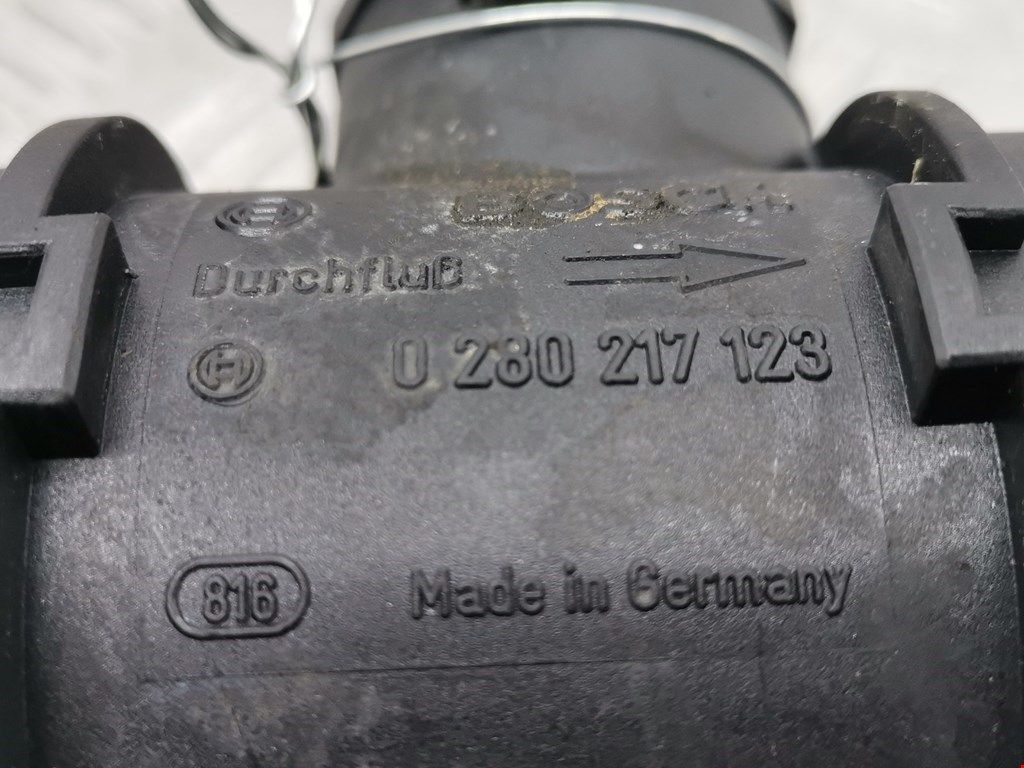 BOSCH
Durchfluß
0 280 217 123
816
Made in Germany